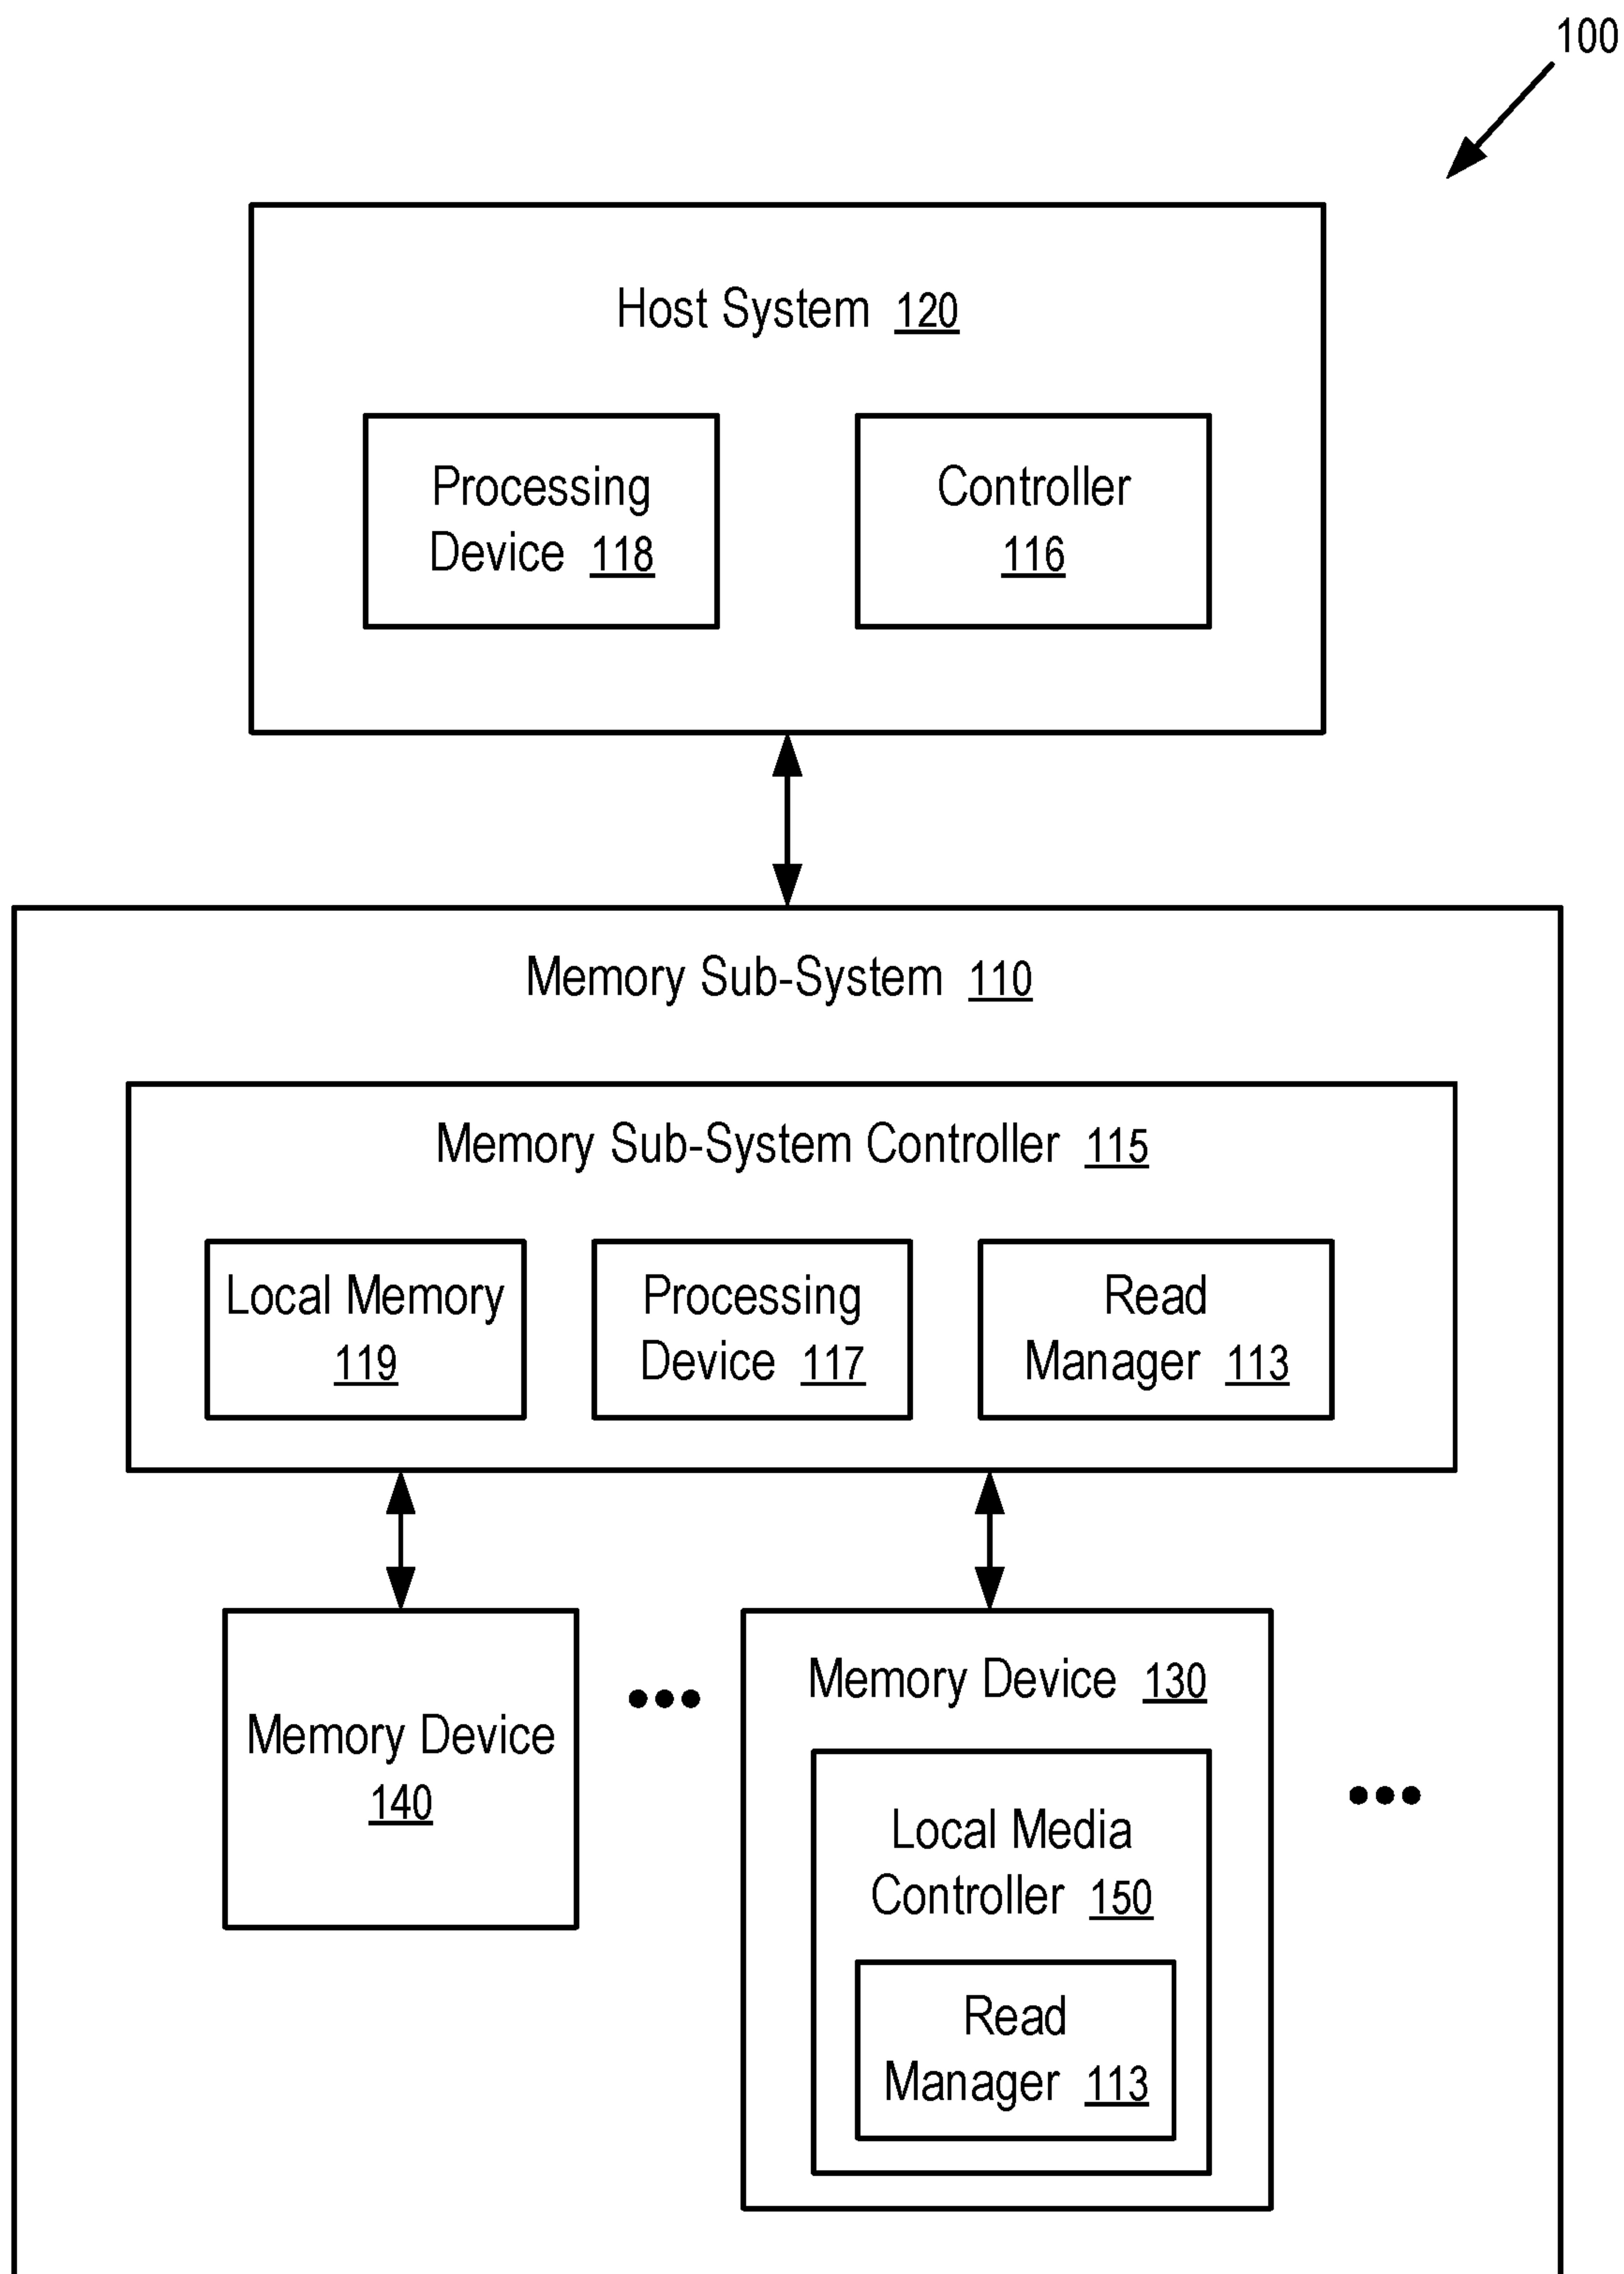 100
Host System 120
Processing
Device 118
Controller
116
Memory Sub-System 110
Memory Sub-System Controller 115
Local Memory
119
Processing
Device 117
Read
Manager 113
Memory Device
140
Memory Device 130
Local Media
Controller 150
Read
Manager 113